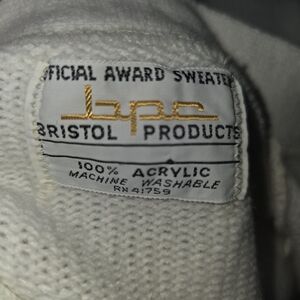 OFFICIAL AWARD SWEATER
bpc
BRISTOL PRODUCTS
100% ACRYLIC
MACHINE WASHABLE
RN 41759